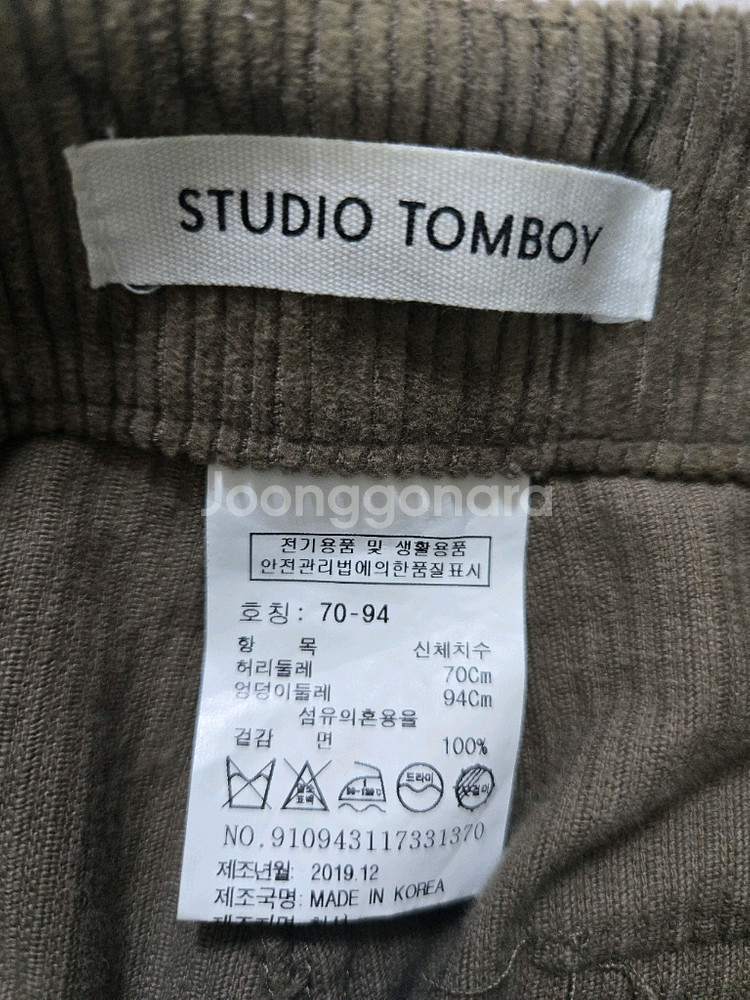 STUDIO TOMBOY
Joonggonara
전기용품 및 생활용품
안전관리법에의한품질표시
호칭: 70-94
항 목 신체치수
허리둘레 70Cm
엉덩이둘레 94Cm
섬유의혼용율
겉감 면 100%
드라이
NO.910943117331370
제조년월: 2019.12
제조국명: MADE IN KOREA